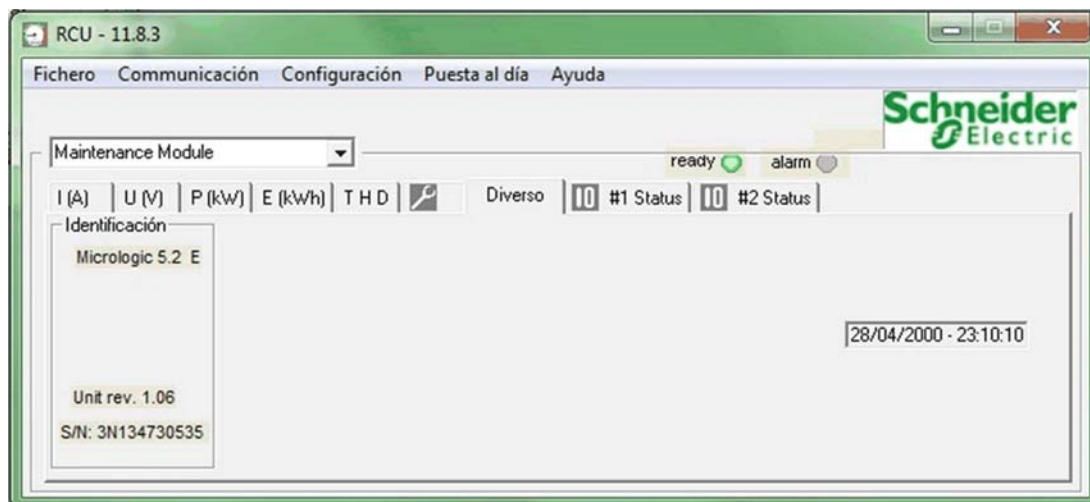 RCU - 11.8.3
Fichero Communicación Configuración Puesta al día Ayuda
Schneider
Electric
Maintenance Module
ready alarm
I (A) U (V) P (kW) E (kWh) T H D Diverso IO #1 Status IO #2 Status
Identificación
Micrologic 5.2 E
28/04/2000 - 23:10:10
Unit rev. 1.06
S/N: 3N134730535